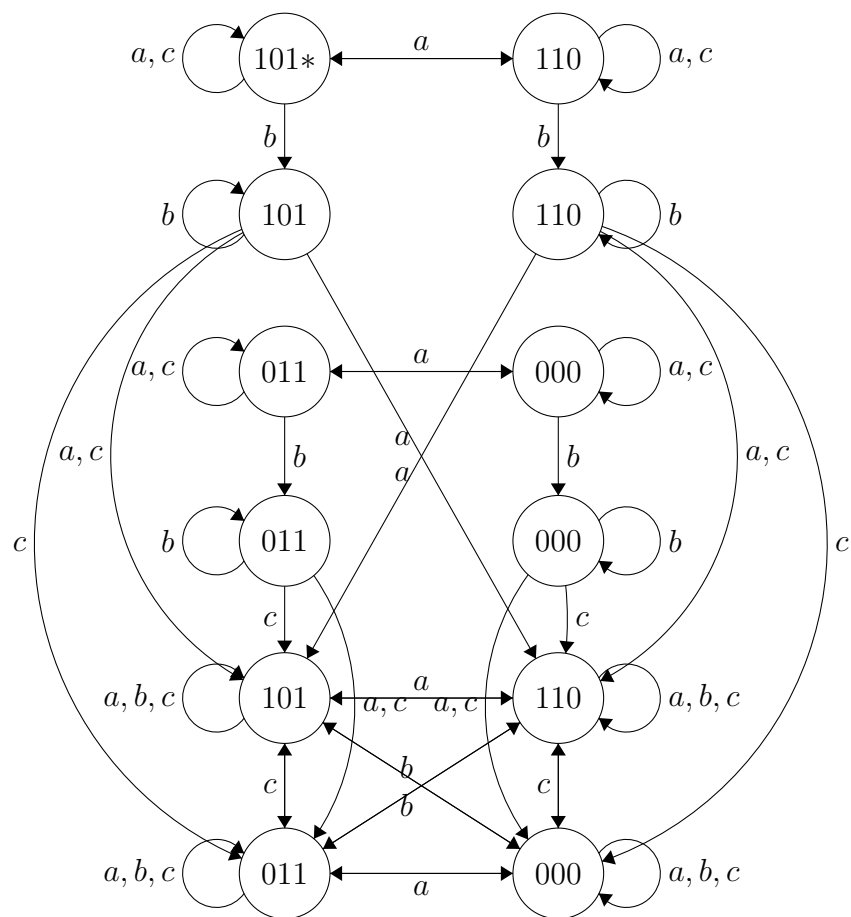 a, c 101* a 110 a, c
b b
b 101 110 b
a, c 011 a 000 a, c
a
a, c b b a, c
a
c b 011 000 b c
c c
a, b, c 101 a 110 a, b, c
a, c a, c
b
c c
b
a, b, c 011 000 a, b, c
a